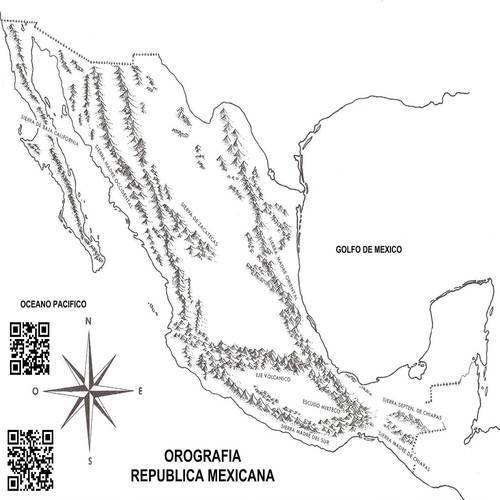 SIERRA DE BAJA CALIFORNIA
SIERRA MADRE OCCIDENTAL
SIERRA DE ZACATECAS
SIERRA MADRE
GOLFO DE MEXICO
OCEANO PACIFICO
N
O
E
S
EJE VOLCANICO
ESCUDO MIXTECO
SIERRA MADRE DEL SUR
SIERRA SEPTEN. DE CHIAPAS
SIERRA MADRE DE CHIAPAS
OROGRAFIA
REPUBLICA MEXICANA